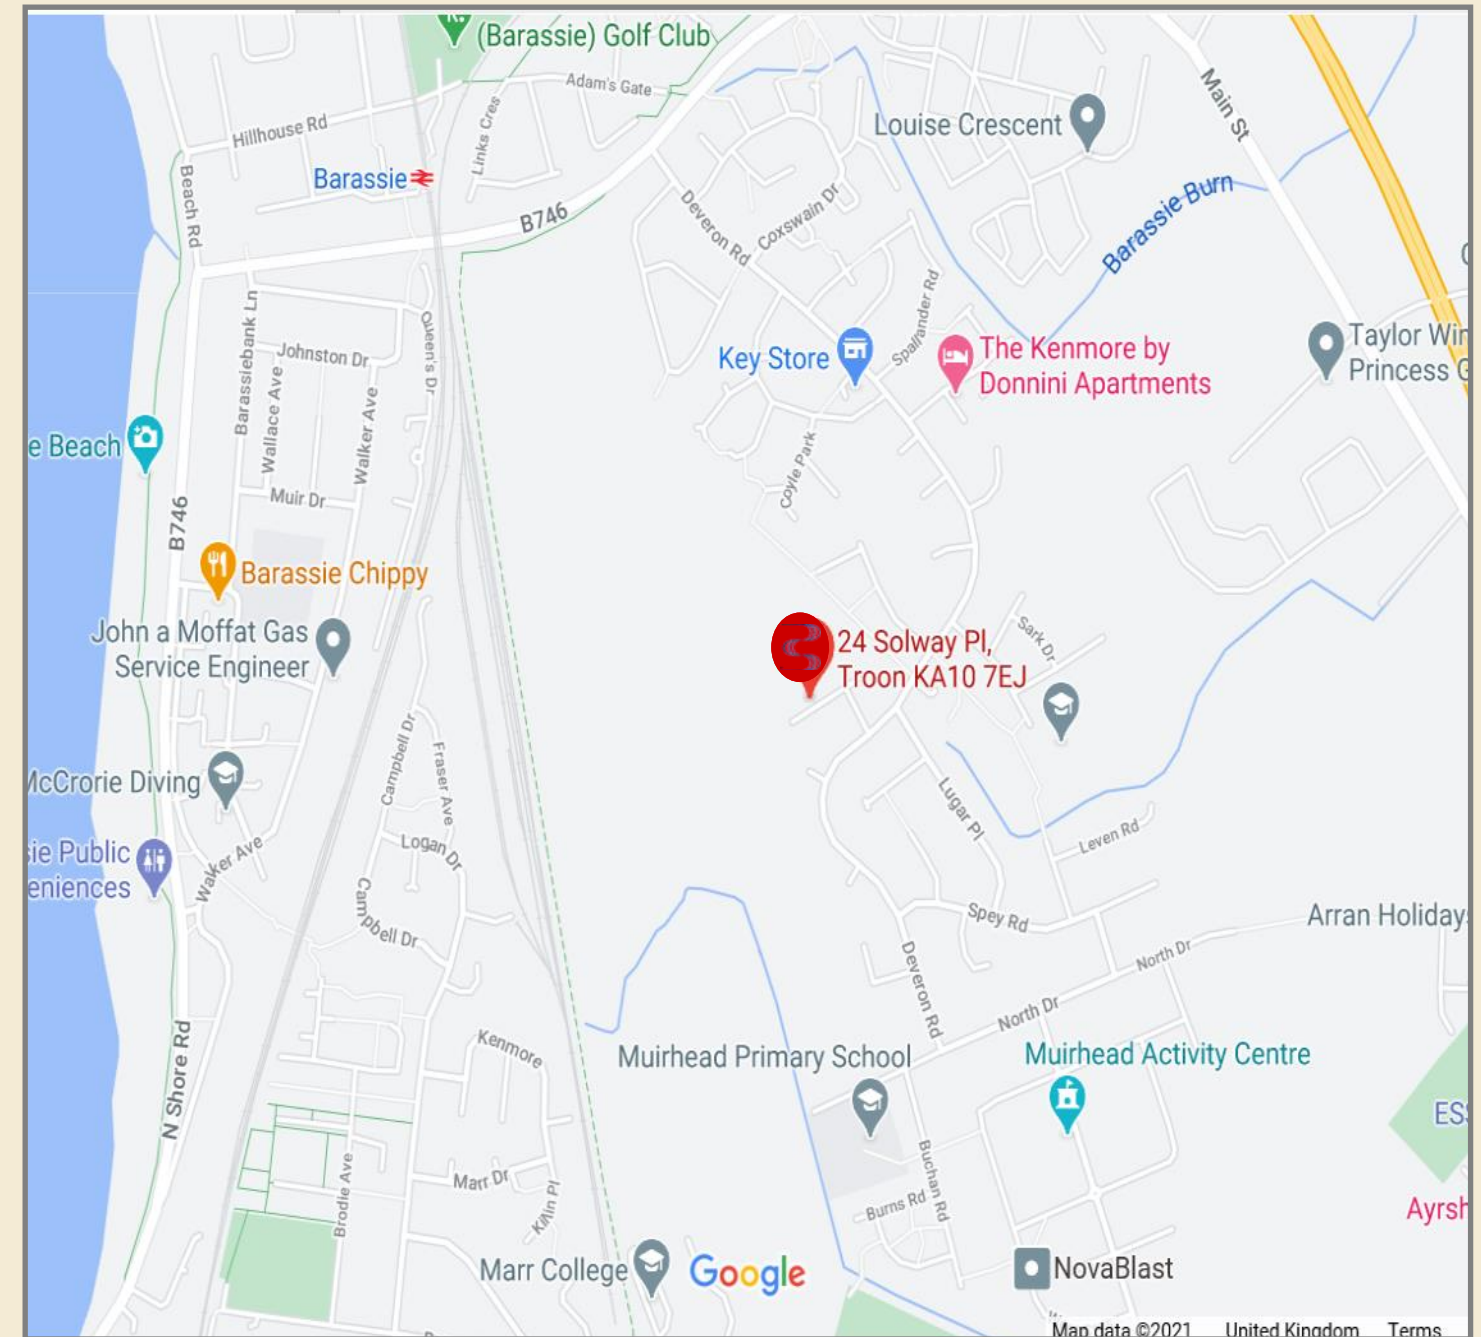 (Barassie) Golf Club
Adam's Gate
Main St
Louise Crescent
Hillhouse Rd
Links Cres
Barassie
Beach Rd
B746
Deveron Rd
Coxswain Dr
Barassie Burn
Spallander Rd
Barassiebank Ln
Queen's Dr
Johnston Dr
Key Store
The Kenmore by
Donnini Apartments
Taylor Wim
Princess G
Wallace Ave
Walker Ave
e Beach
Coyle Park
Muir Dr
B746
Barassie Chippy
John a Moffat Gas
Service Engineer
24 Solway Pl,
Troon KA10 7EJ
Sark Dr
Campbell Dr
Fraser Ave
McCrorie Diving
Lugar Pl
Leven Rd
sie Public
eniences
Walker Ave
Logan Dr
Campbell Dr
Spey Rd
Arran Holiday
North Dr
Deveron Rd
North Dr
N Shore Rd
Kenmore
Muirhead Primary School
Muirhead Activity Centre
ESS
Marr Dr
Brodie Ave
Killin Pl
Buchan Rd
Burns Rd
Ayrsh
Marr College
Google
NovaBlast
Map data ©2021 United Kingdom Terms